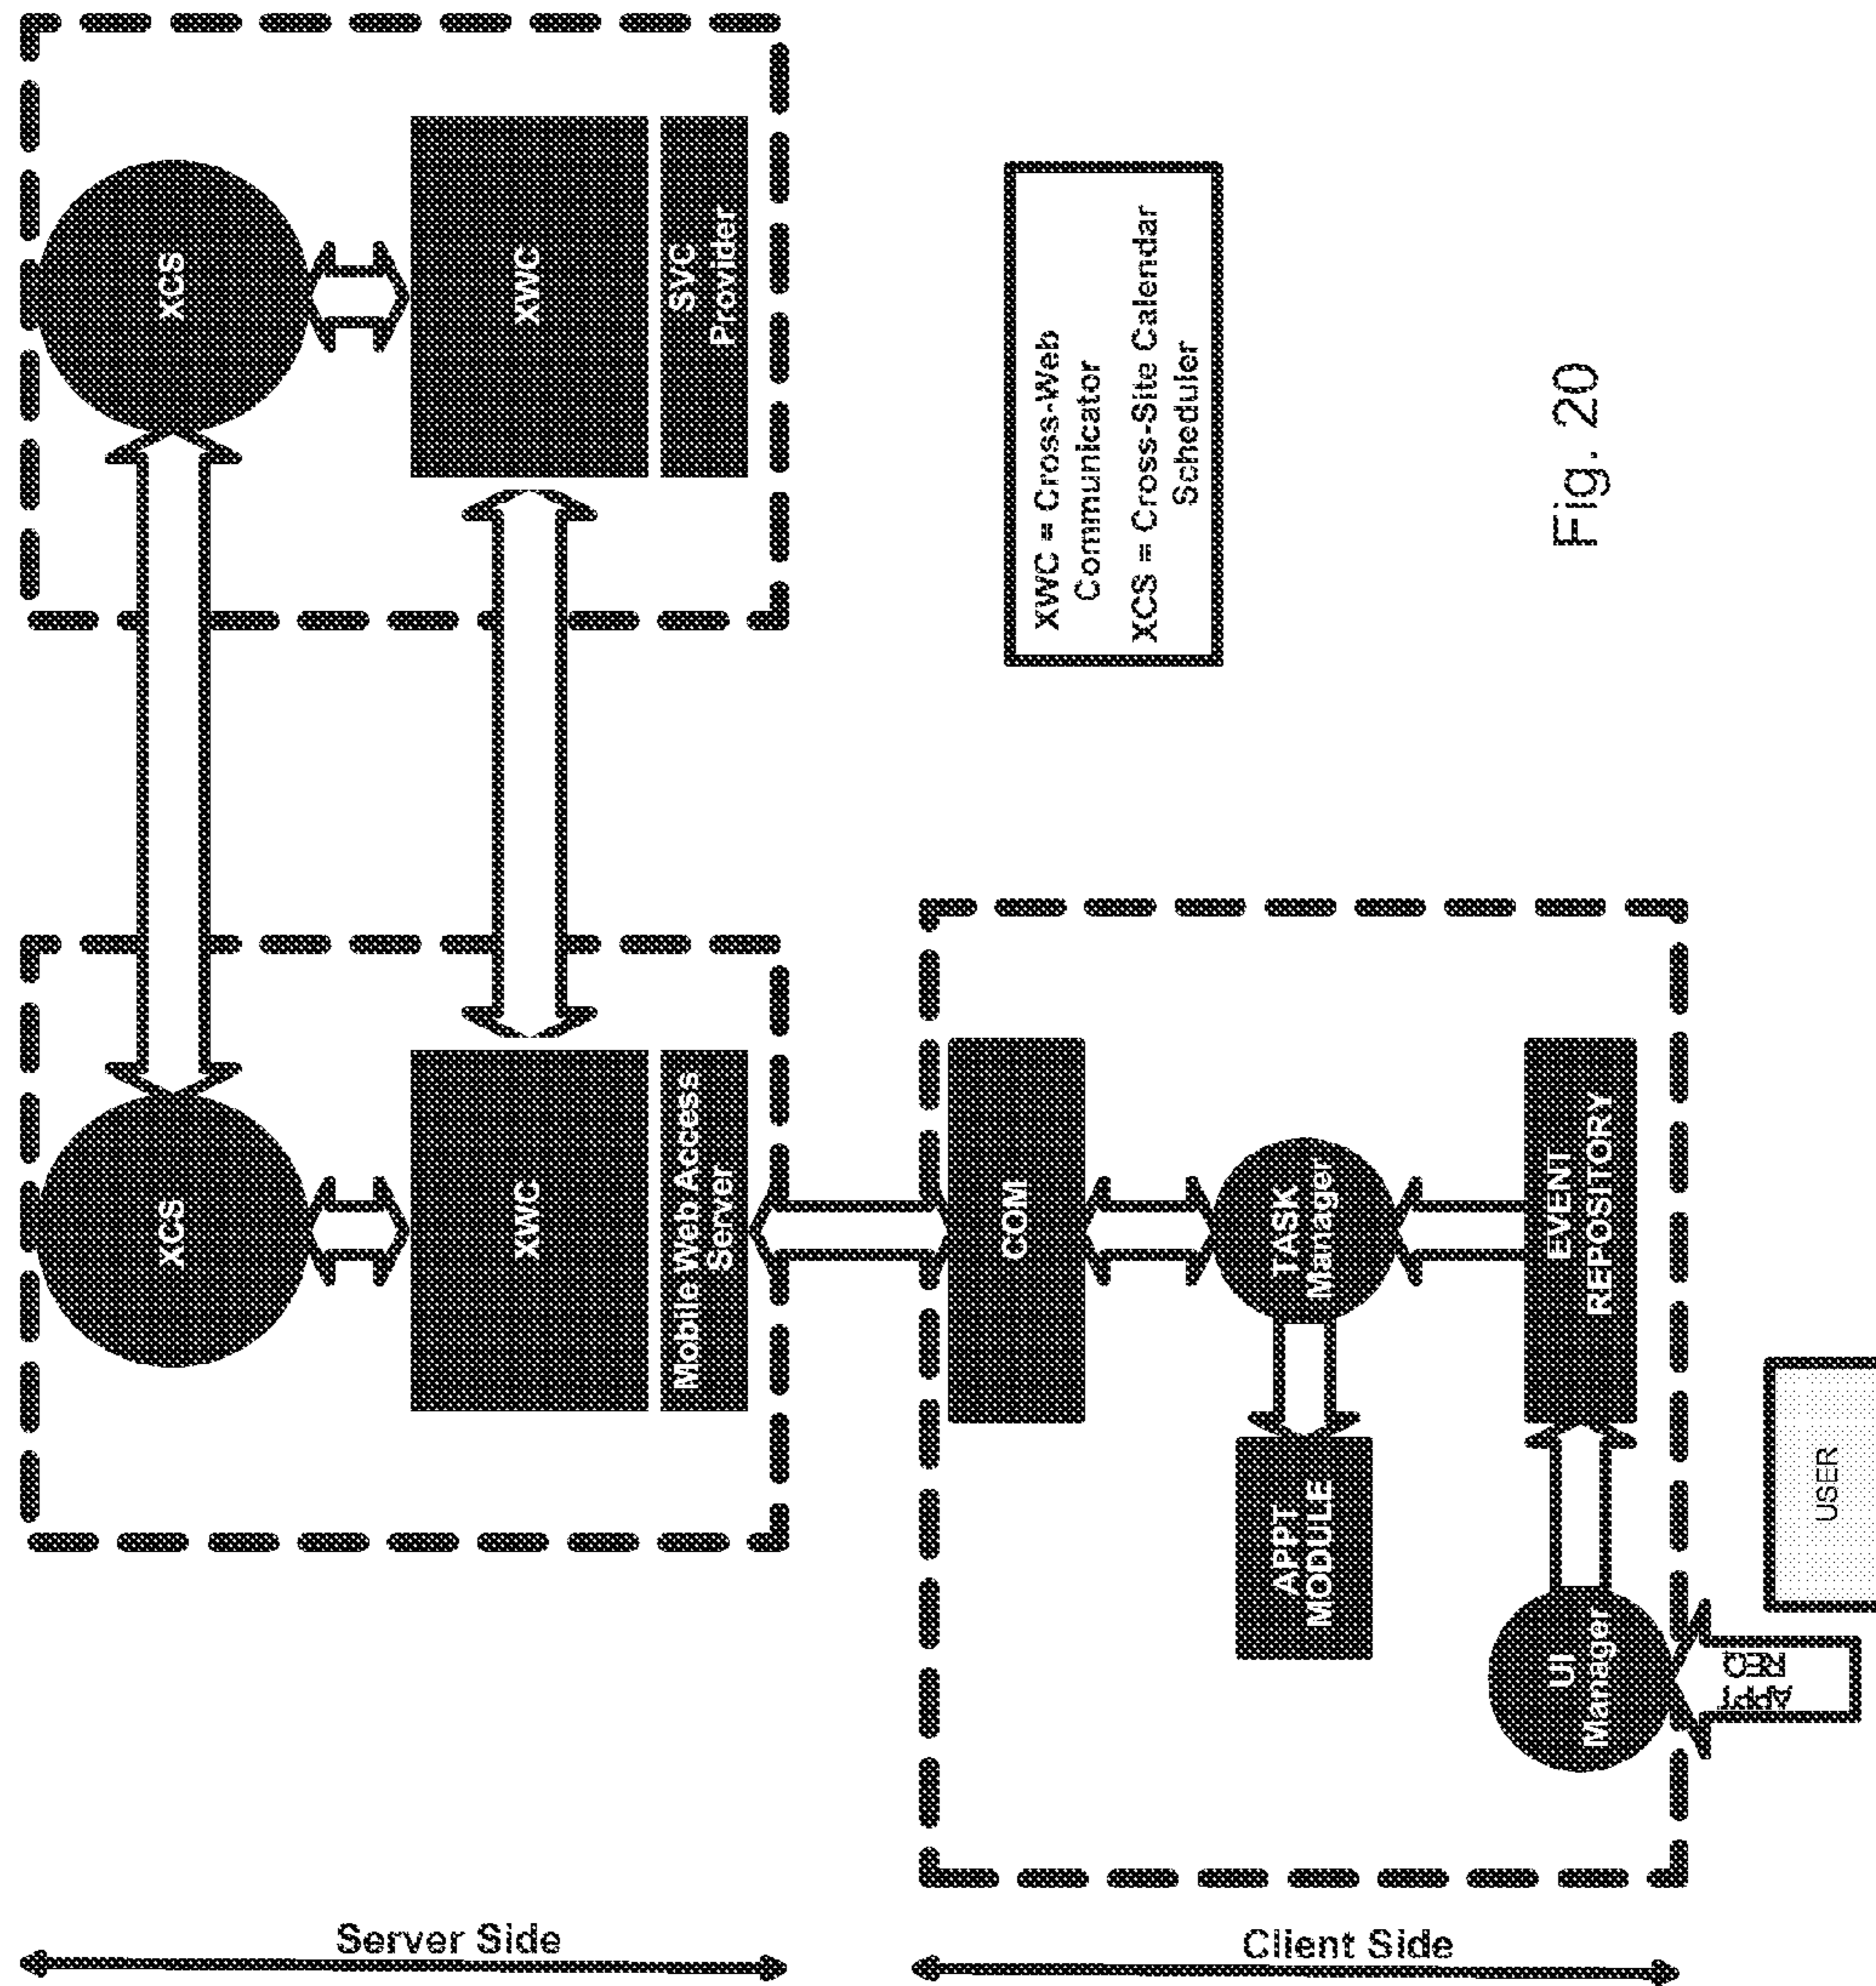 XCS
XCS
XWC
XWC
Mobile Web Access
Server
SVC
Provider
Server Side
COM
TASK
Manager
APPT
MODULE
EVENT
REPOSITORY
UI
Manager
APPT
REQ
USER
Client Side
XWC = Cross-Web
Communicator
XCS = Cross-Site Calendar
Scheduler
Fig. 20